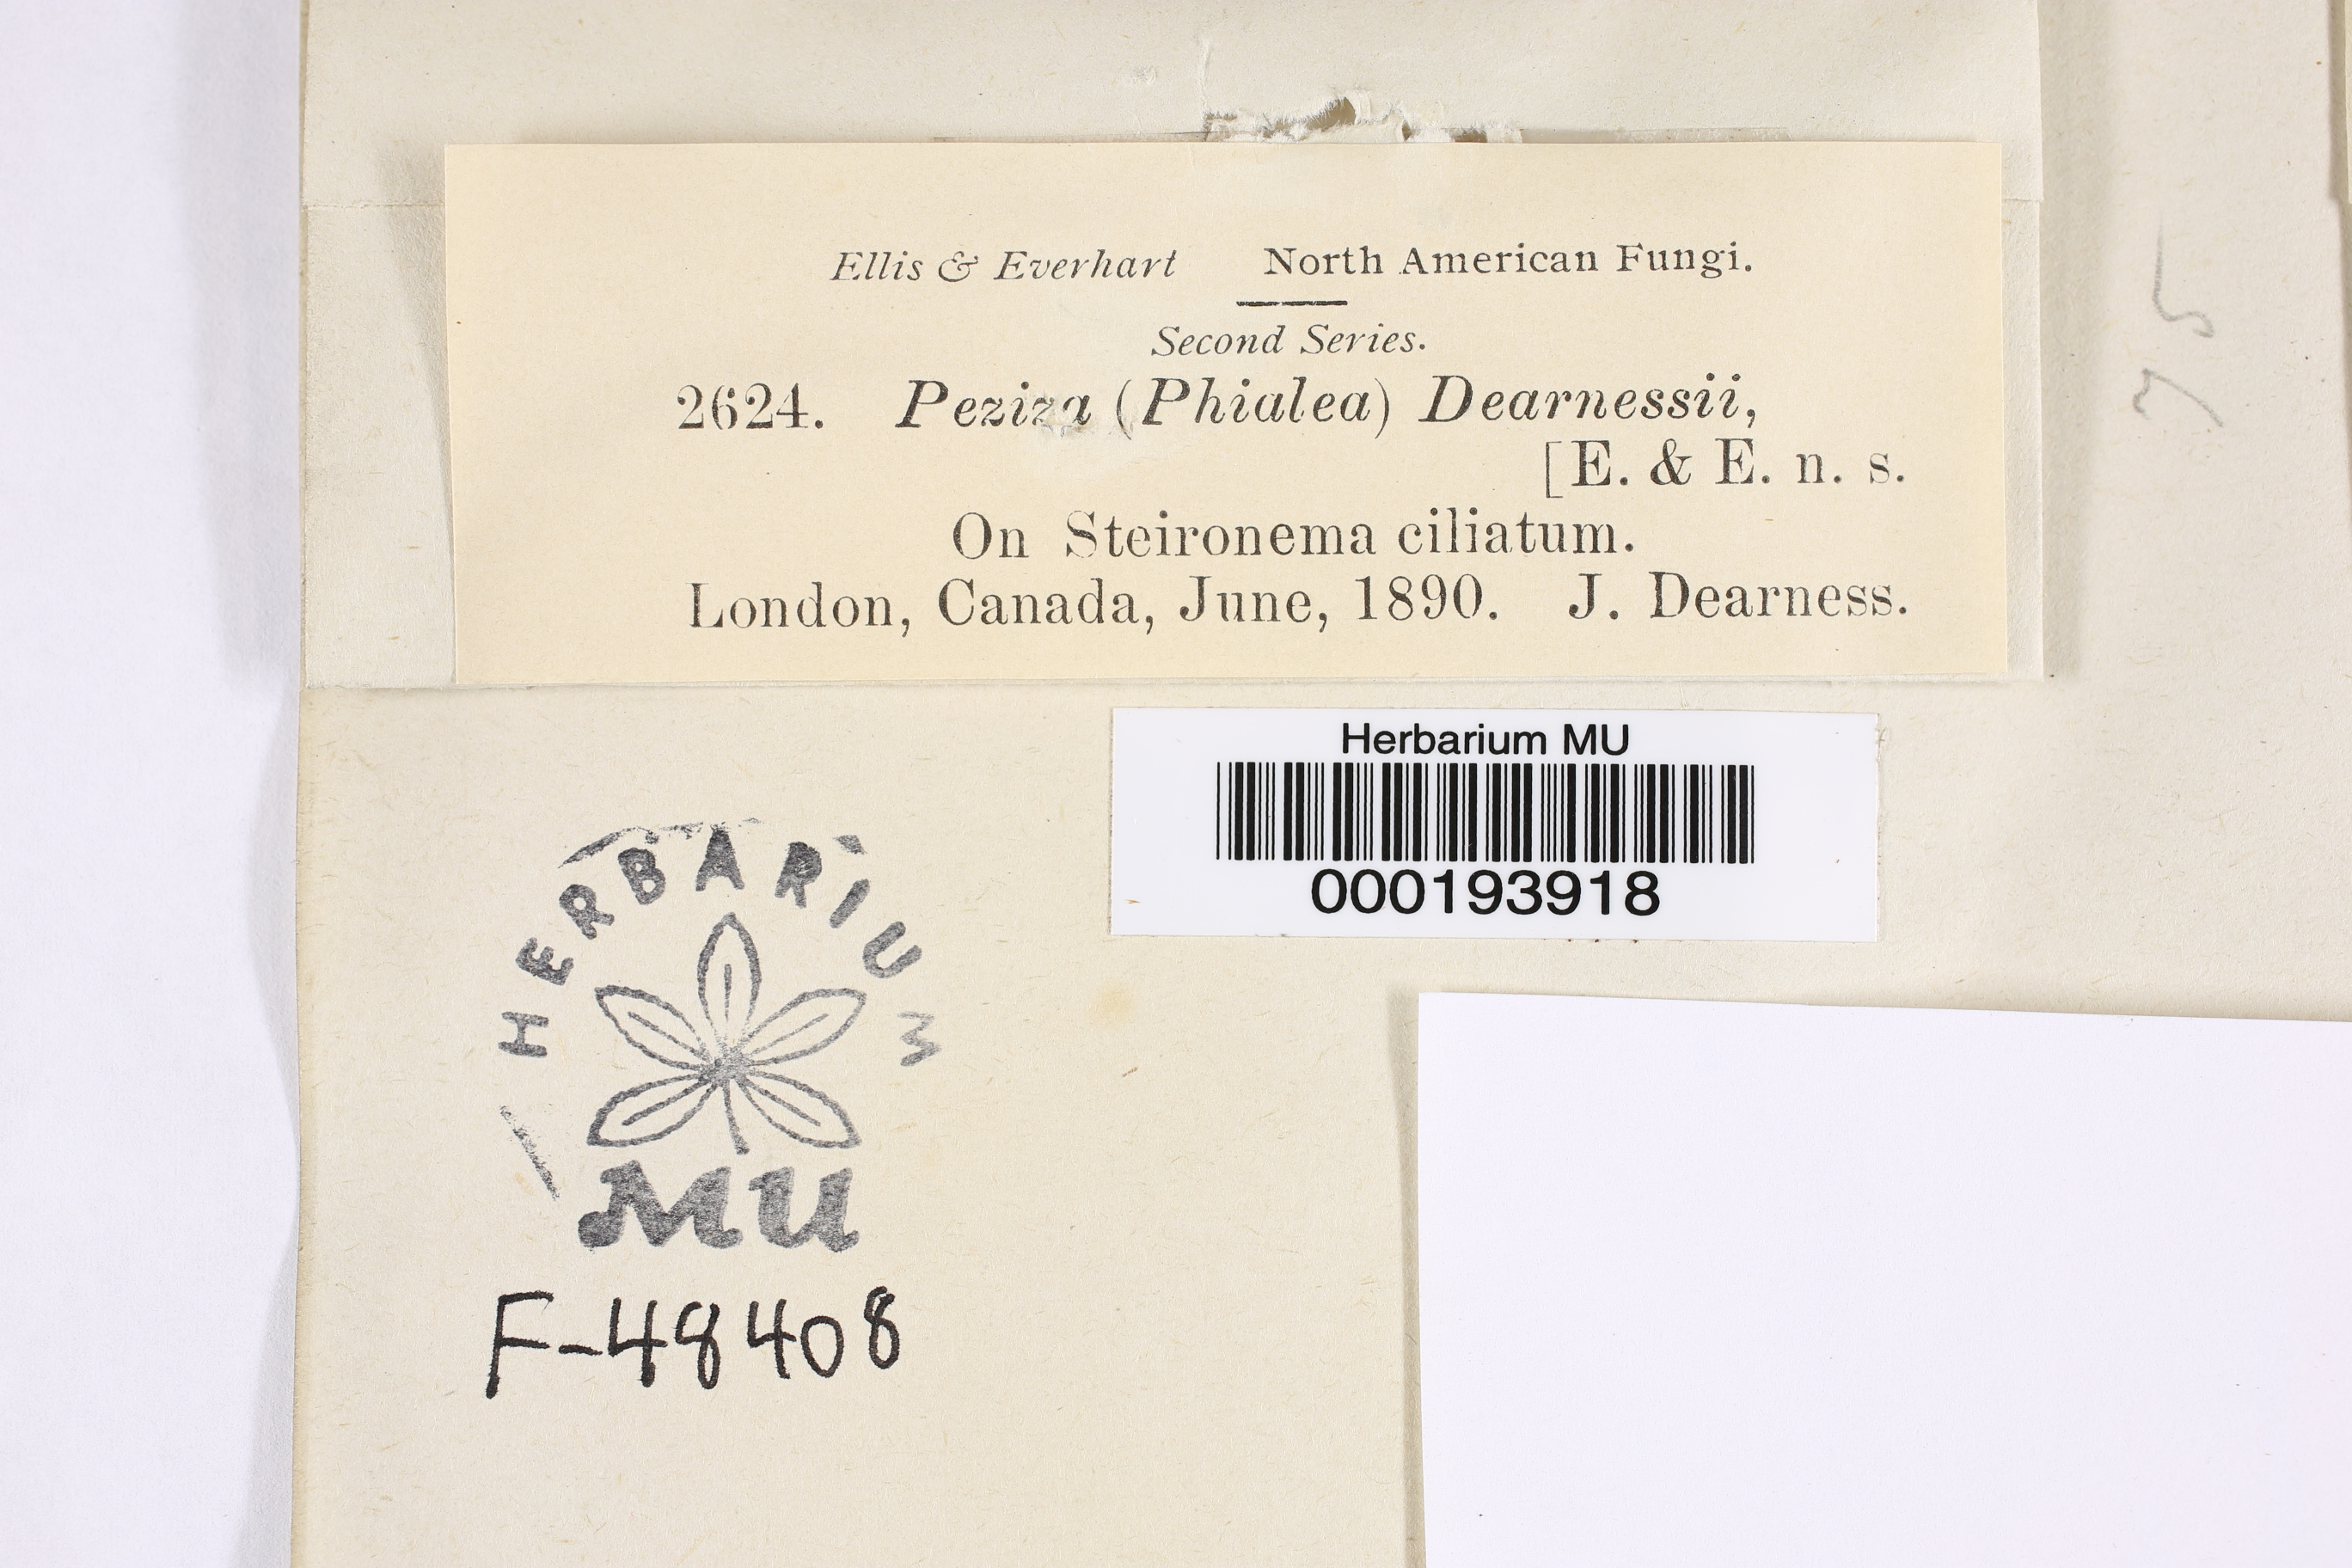 Ellis & Everhart North American Fungi.
Second Series.
2624. Peziza (Phialea) Dearnessii,
[E. & E. n. s.
On Steironema ciliatum.
London, Canada, June, 1890. J. Dearness.
Herbarium MU
000193918
HERBARIUM
MU
F-48408